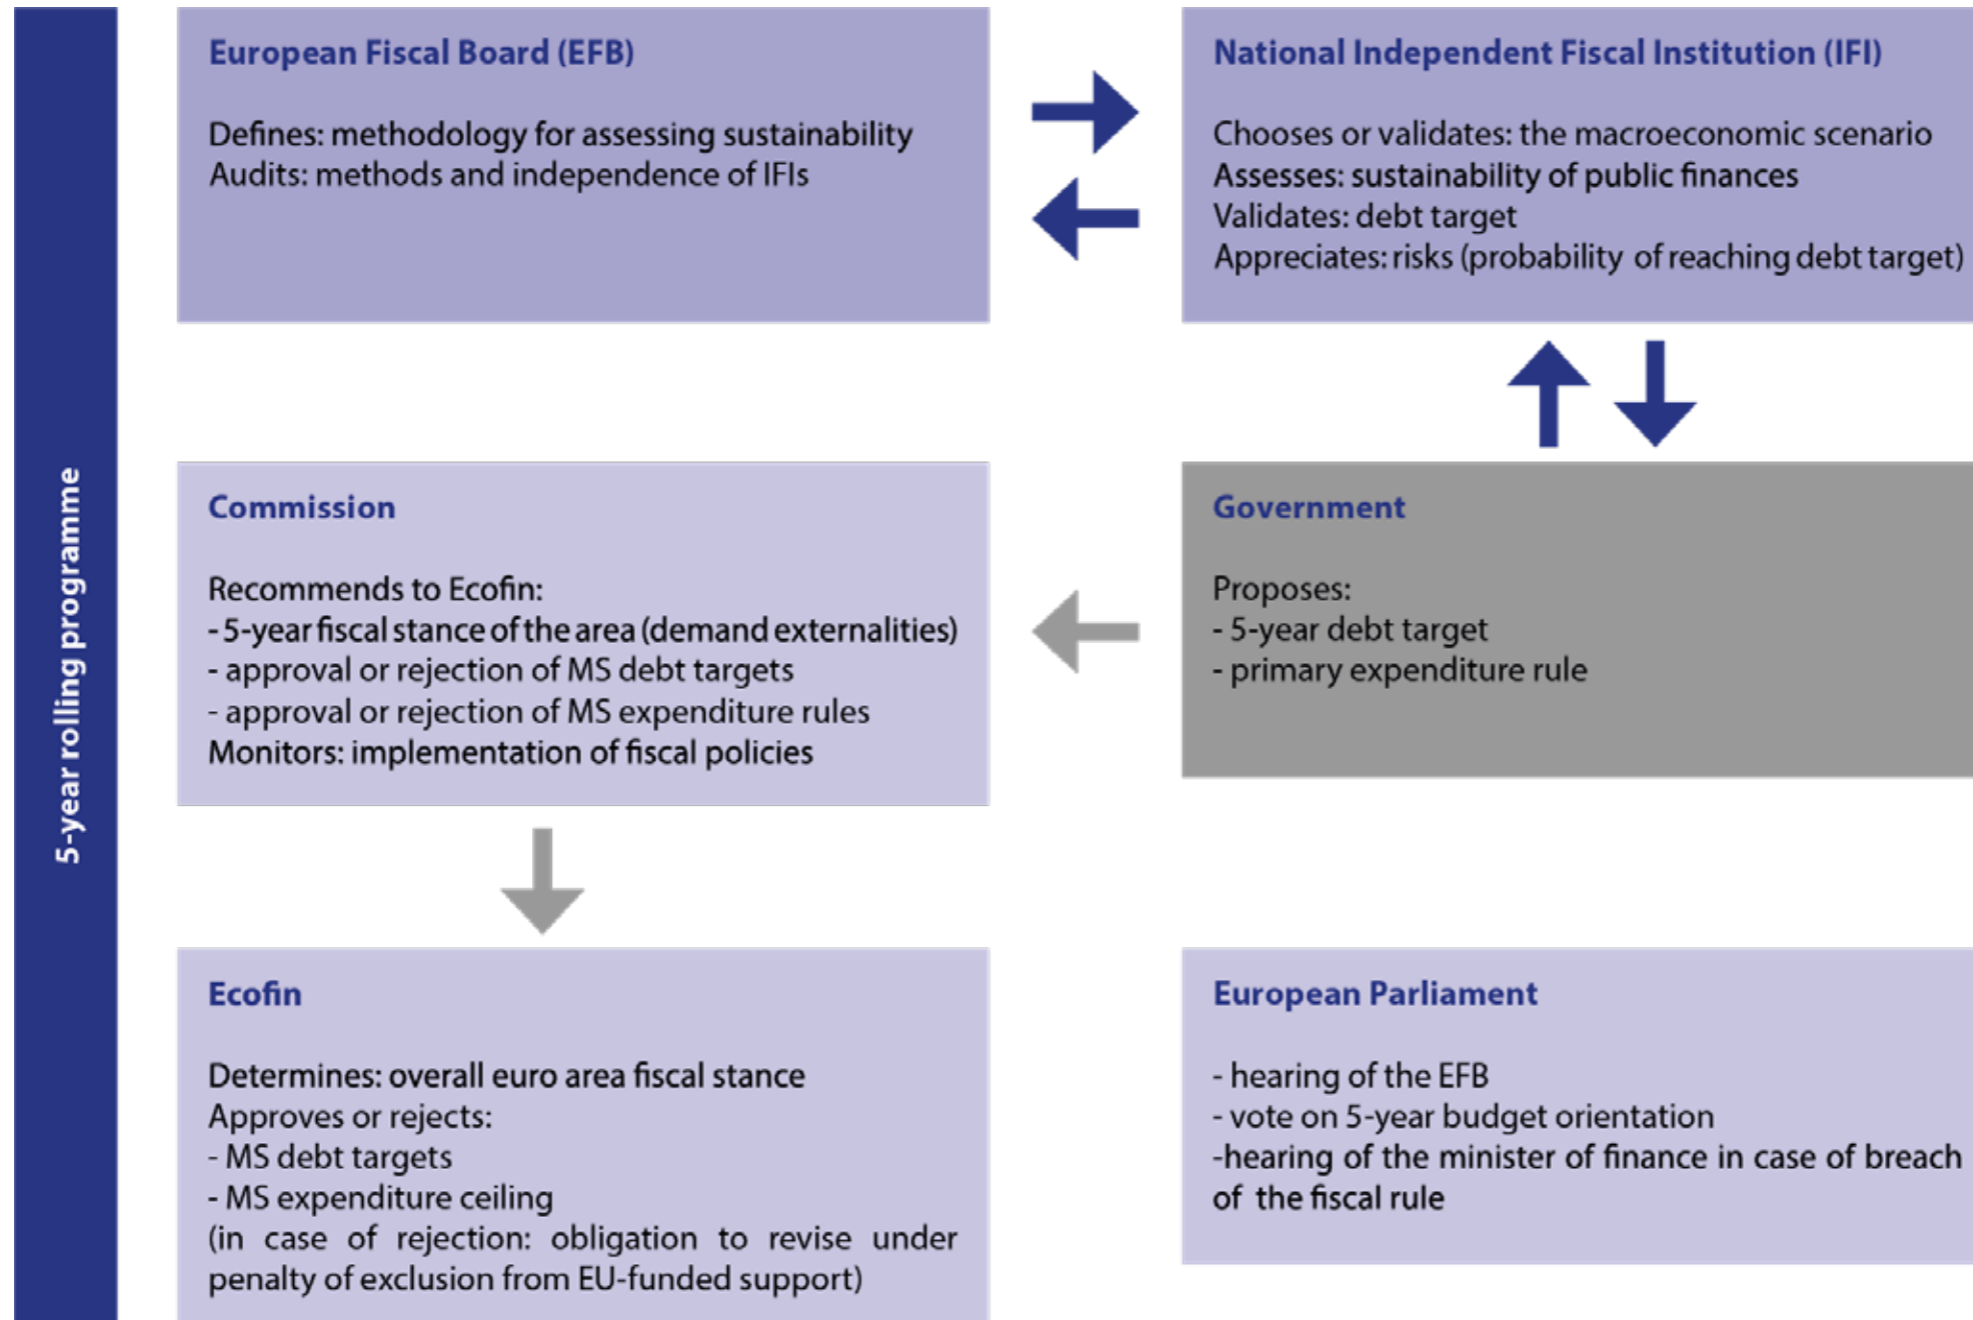 5-year rolling programme
European Fiscal Board (EFB)
Defines: methodology for assessing sustainability
Audits: methods and independence of IFIs
National Independent Fiscal Institution (IFI)
Chooses or validates: the macroeconomic scenario
Assesses: sustainability of public finances
Validates: debt target
Appreciates: risks (probability of reaching debt target)
Commission
Recommends to Ecofin:
- 5-year fiscal stance of the area (demand externalities)
- approval or rejection of MS debt targets
- approval or rejection of MS expenditure rules
Monitors: implementation of fiscal policies
Government
Proposes:
- 5-year debt target
- primary expenditure rule
Ecofin
Determines: overall euro area fiscal stance
Approves or rejects:
- MS debt targets
- MS expenditure ceiling
(in case of rejection: obligation to revise under
penalty of exclusion from EU-funded support)
European Parliament
- hearing of the EFB
- vote on 5-year budget orientation
-hearing of the minister of finance in case of breach
of the fiscal rule